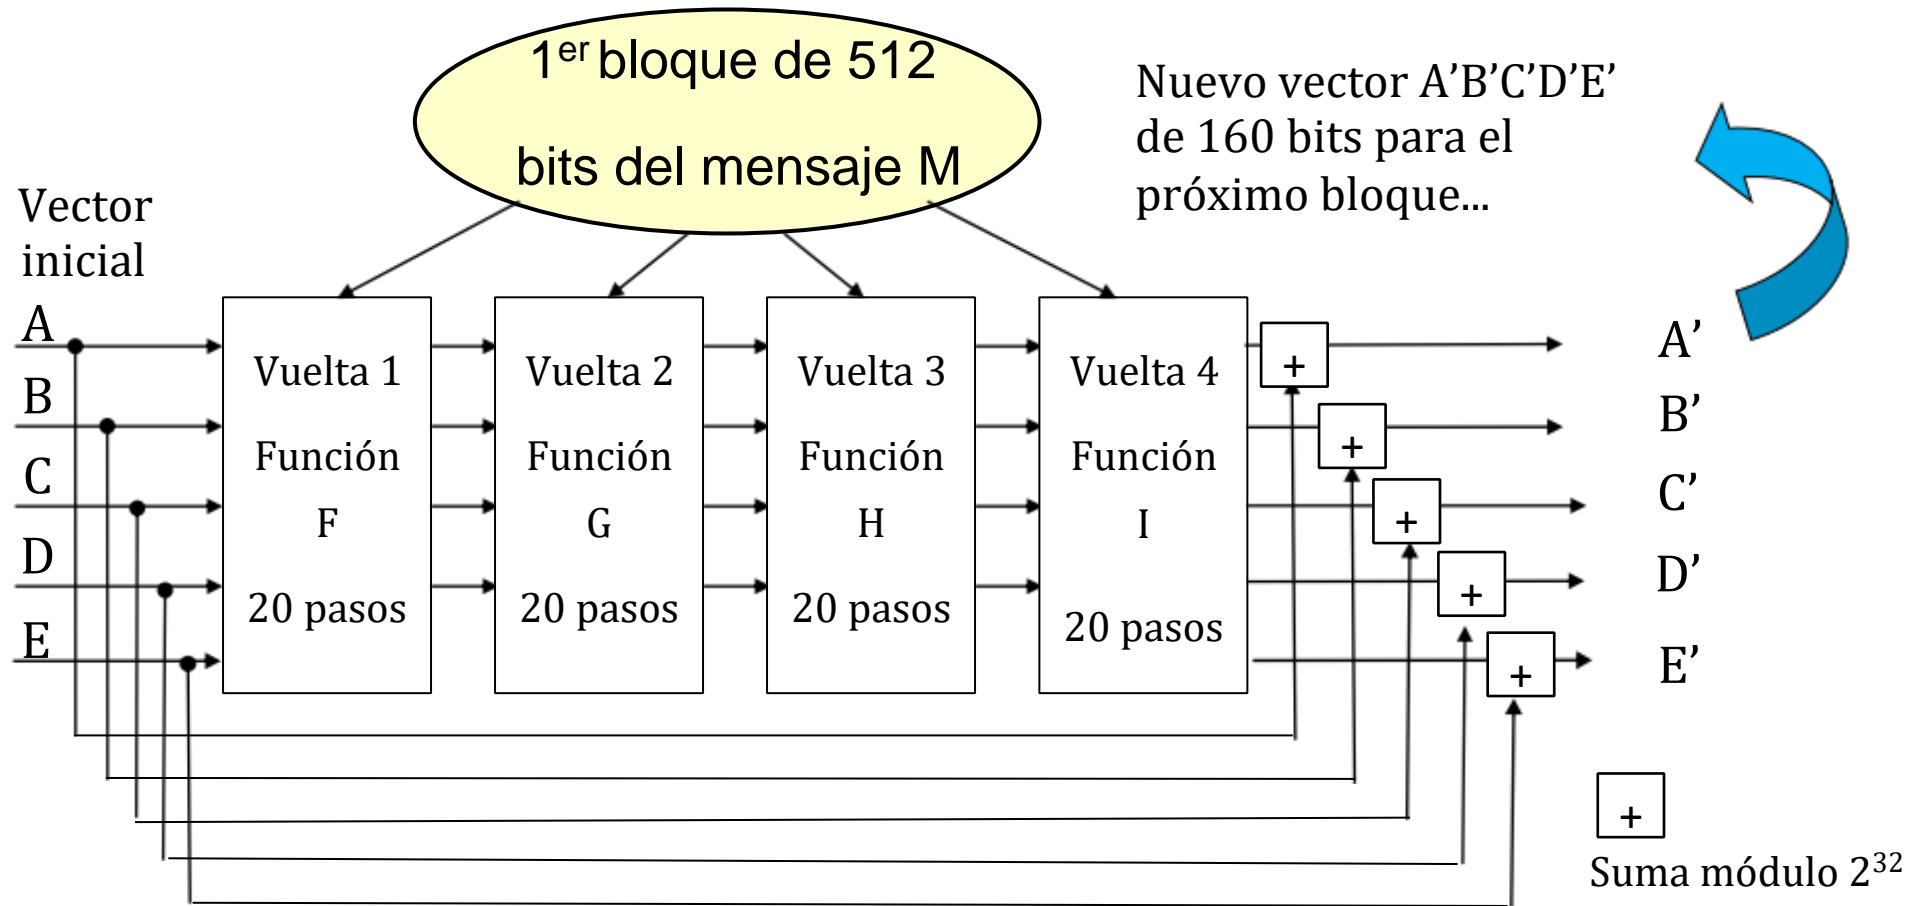 1er bloque de 512
bits del mensaje M
Nuevo vector A’B’C’D’E’
de 160 bits para el
próximo bloque...
Vector
inicial
A
B
C
D
E
Vuelta 1
Función
F
20 pasos
Vuelta 2
Función
G
20 pasos
Vuelta 3
Función
H
20 pasos
Vuelta 4
Función
I
20 pasos
+
+
+
+
+
A’
B’
C’
D’
E’
+
Suma módulo 2³²